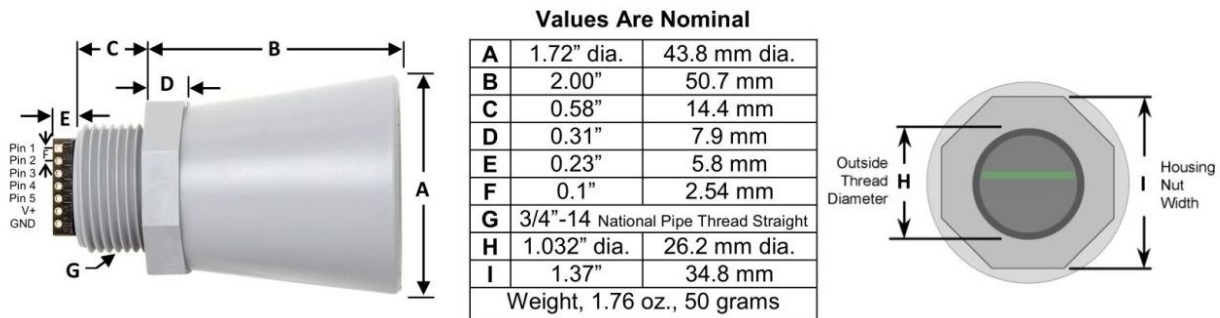 Values Are Nominal
C
B
D
E
F
A
G
Pin 1
Pin 2
Pin 3
Pin 4
Pin 5
V+
GND
A 1.72” dia. 43.8 mm dia.
B 2.00” 50.7 mm
C 0.58” 14.4 mm
D 0.31” 7.9 mm
E 0.23” 5.8 mm
F 0.1” 2.54 mm
G 3/4”-14 National Pipe Thread Straight
H 1.032” dia. 26.2 mm dia.
I 1.37” 34.8 mm
Weight, 1.76 oz., 50 grams
Outside
Thread
Diameter
H
I
Housing
Nut
Width